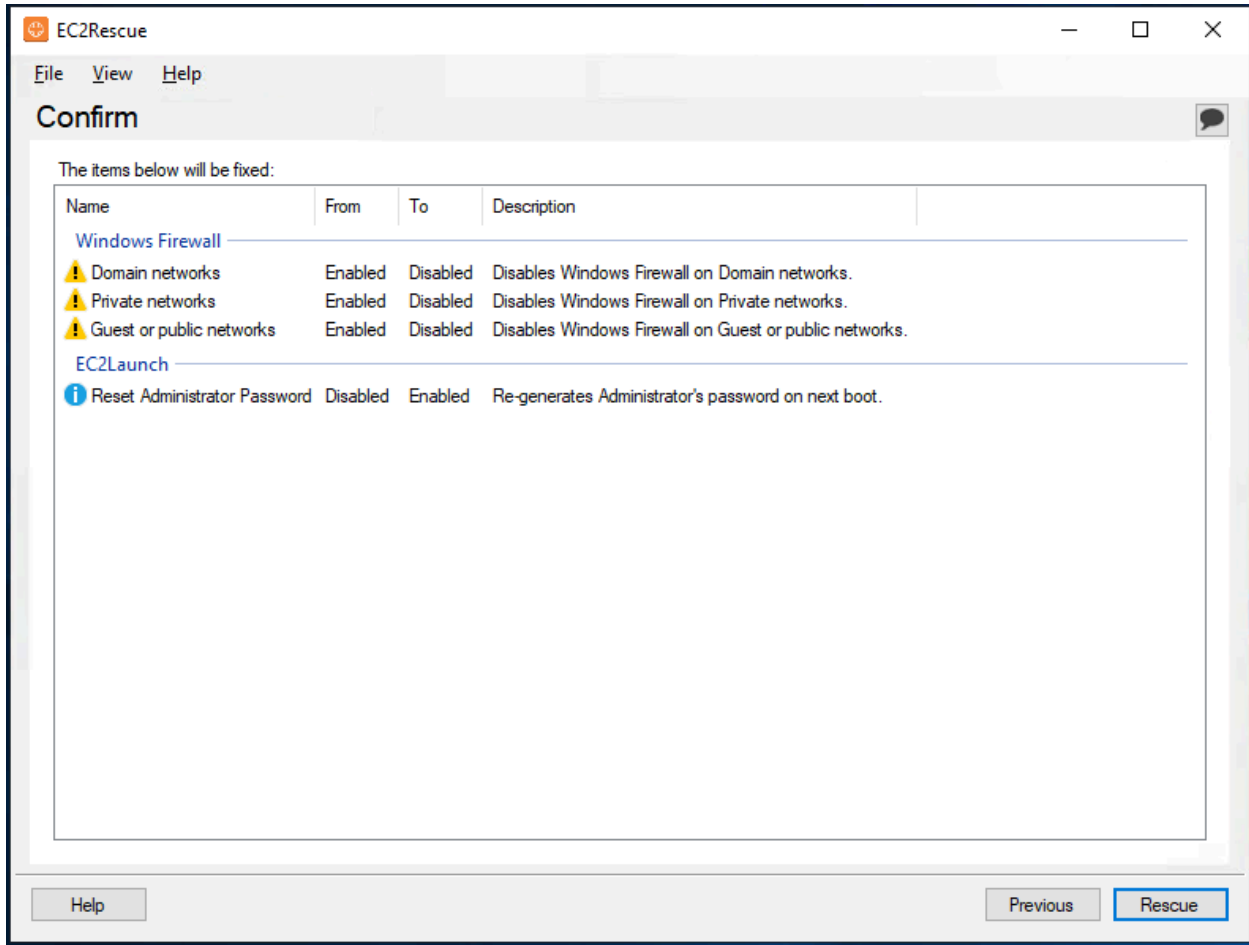 EC2Rescue
File View Help
Confirm
The items below will be fixed:
Name From To Description
Windows Firewall
Domain networks Enabled Disabled Disables Windows Firewall on Domain networks.
Private networks Enabled Disabled Disables Windows Firewall on Private networks.
Guest or public networks Enabled Disabled Disables Windows Firewall on Guest or public networks.
EC2Launch
Reset Administrator Password Disabled Enabled Re-generates Administrator's password on next boot.
Help Previous Rescue